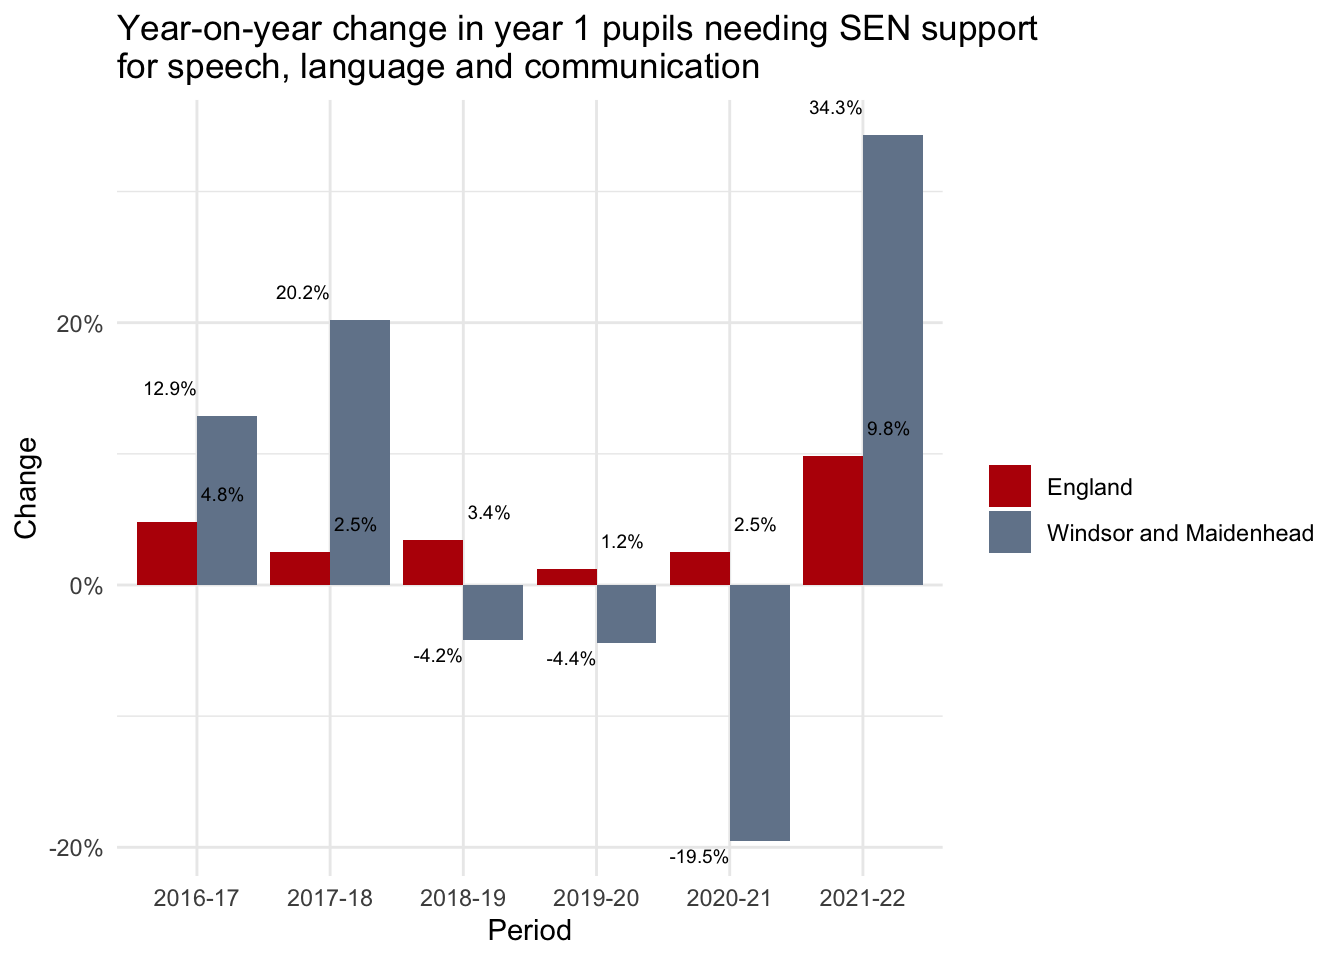 Year-on-year change in year 1 pupils needing SEN support
for speech, language and communication
34.3%
20.2%
20%
12.9%
9.8%
4.8%
2.5%
3.4%
1.2%
2.5%
Change
England
Windsor and Maidenhead
0%
-4.2%
-4.4%
-20%
-19.5%
2016-17 2017-18 2018-19 2019-20 2020-21 2021-22
Period